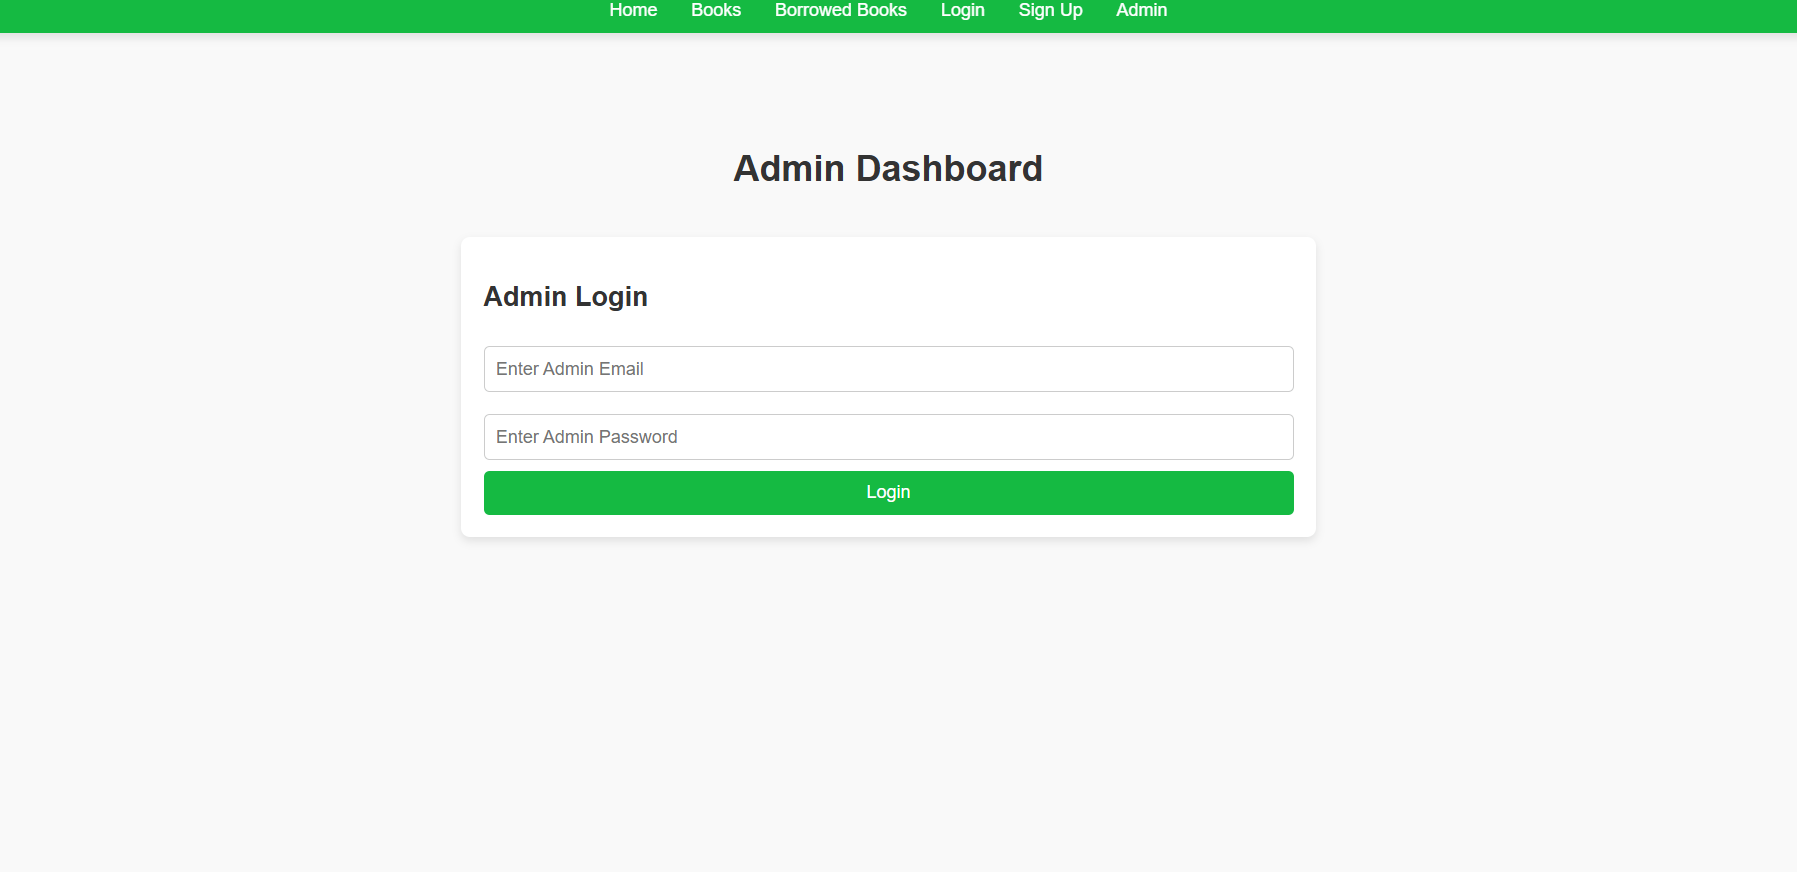 Home Books Borrowed Books Login Sign Up Admin
Admin Dashboard
Admin Login
Enter Admin Email
Enter Admin Password
Login